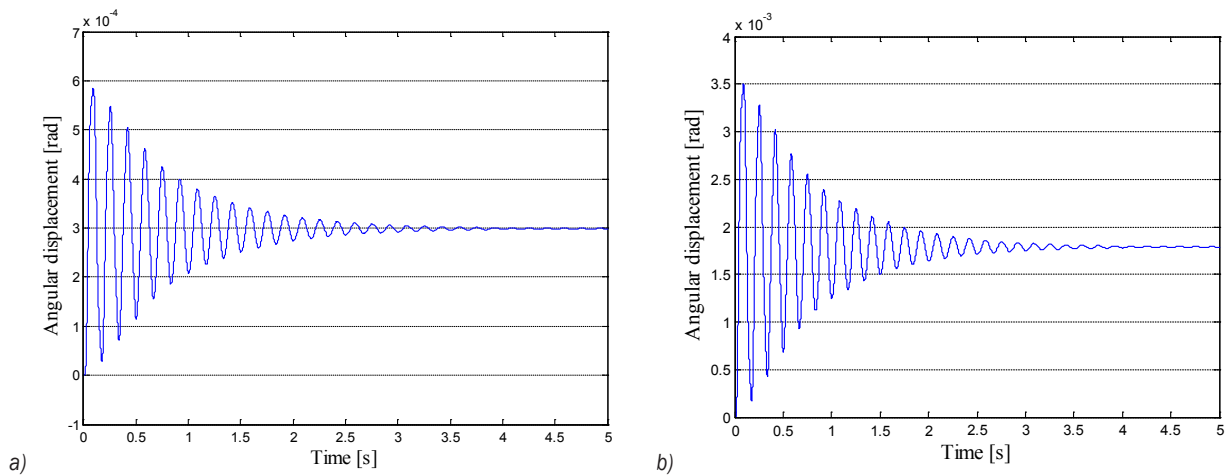 x 10-4
7
6
5
4
3
2
1
0
-1
Angular displacement [rad]
0 0.5 1 1.5 2 2.5 3 3.5 4 4.5 5
Time [s]
a)
x 10-3
4
3.5
3
2.5
2
1.5
1
0.5
0
Angular displacement [rad]
0 0.5 1 1.5 2 2.5 3 3.5 4 4.5 5
Time [s]
b)